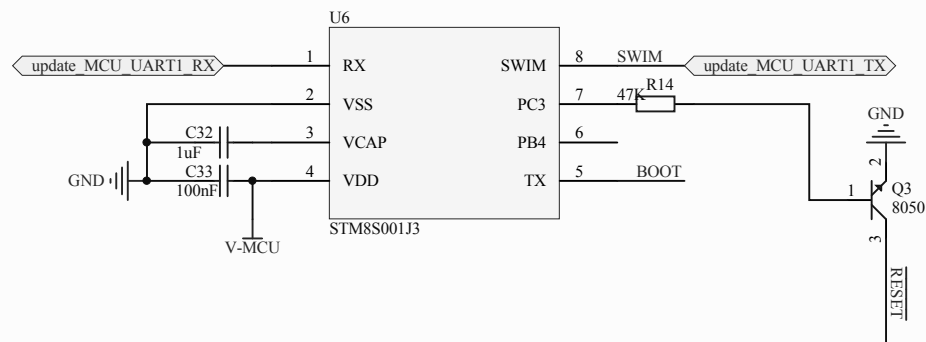 U6
update_MCU_UART1_RX
1
RX
SWIM
8
SWIM
update_MCU_UART1_TX
2
VSS
PC3
7
47K
R14
GND
C32
1uF
3
VCAP
PB4
6
2
GND
C33
100nF
4
VDD
TX
5
BOOT
1
Q3
8050
V-MCU
STM8S001J3
3
RESET